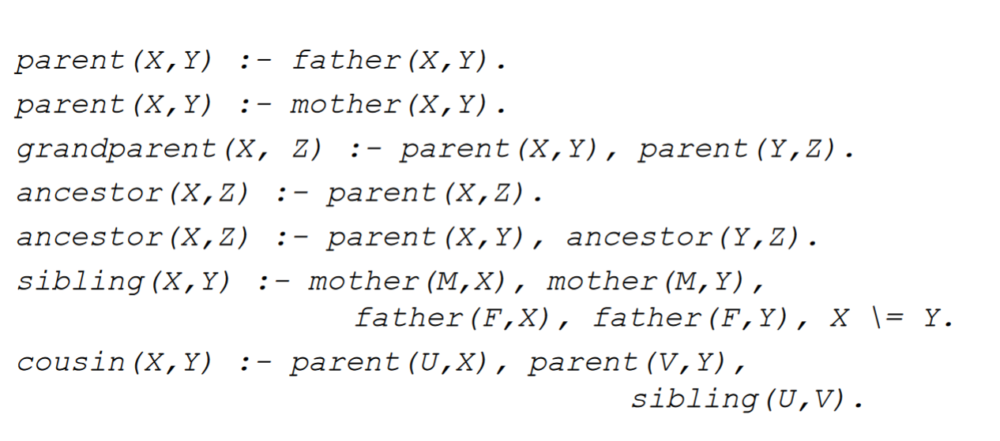 parent(X,Y) :- father(X,Y).
parent(X,Y) :- mother(X,Y).
grandparent(X, Z) :- parent(X,Y), parent(Y,Z).
ancestor(X,Z) :- parent(X,Z).
ancestor(X,Z) :- parent(X,Y), ancestor(Y,Z).
sibling(X,Y) :- mother(M,X), mother(M,Y),
father(F,X), father(F,Y), X \= Y.
cousin(X,Y) :- parent(U,X), parent(V,Y),
sibling(U,V).